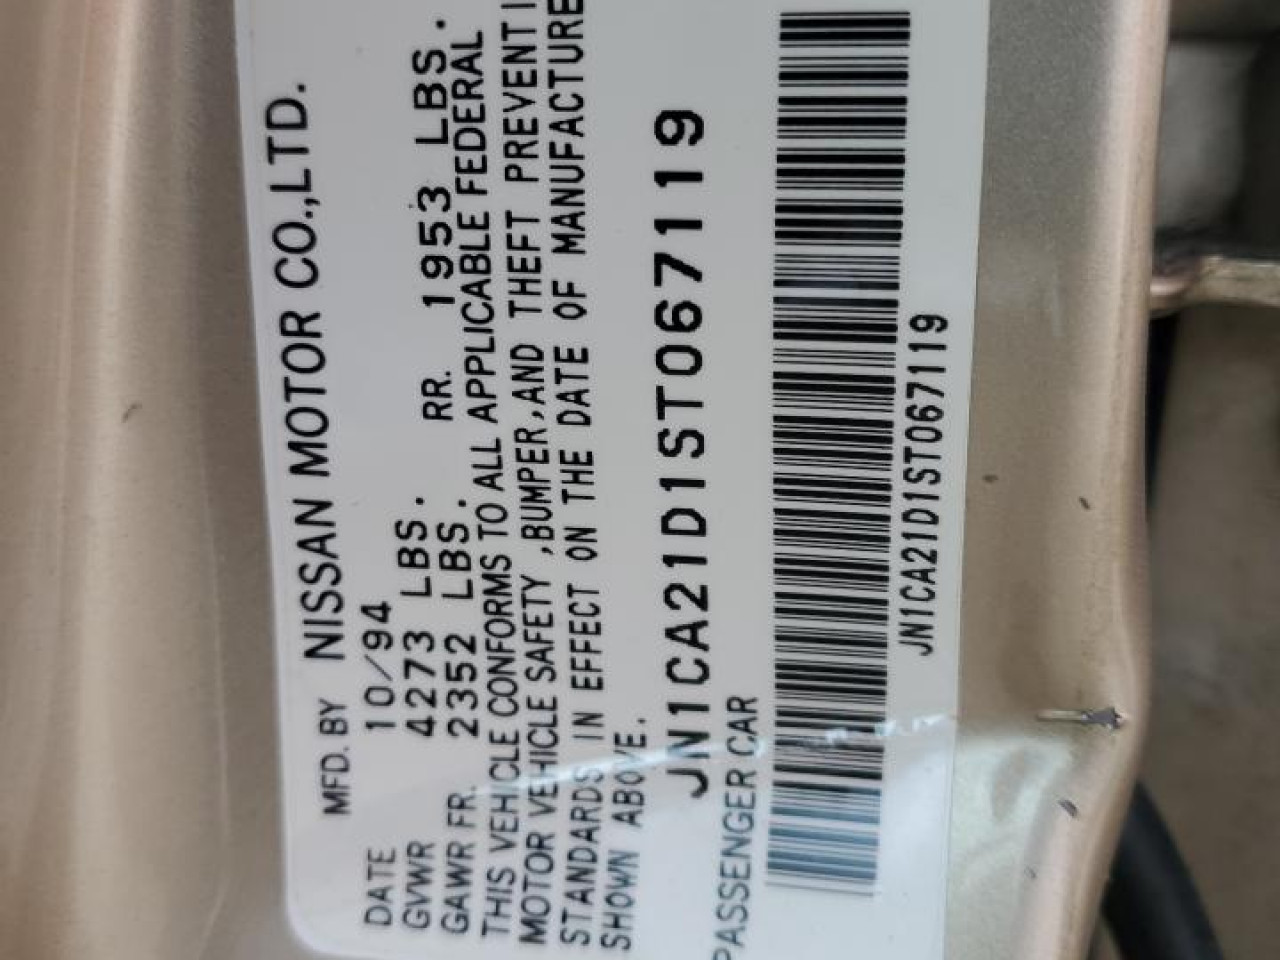 MFD. BY NISSAN MOTOR CO.,LTD.
DATE 10/94
GVWR 4273 LBS.
GAWR FR. 2352 LBS. RR. 1953 LBS.
THIS VEHICLE CONFORMS TO ALL APPLICABLE FEDERAL
MOTOR VEHICLE SAFETY ,BUMPER,AND THEFT PREVENTI
STANDARDS IN EFFECT ON THE DATE OF MANUFACTURE
SHOWN ABOVE.
JN1CA21D1ST067119
PASSENGER CAR
JN1CA21D1ST067119